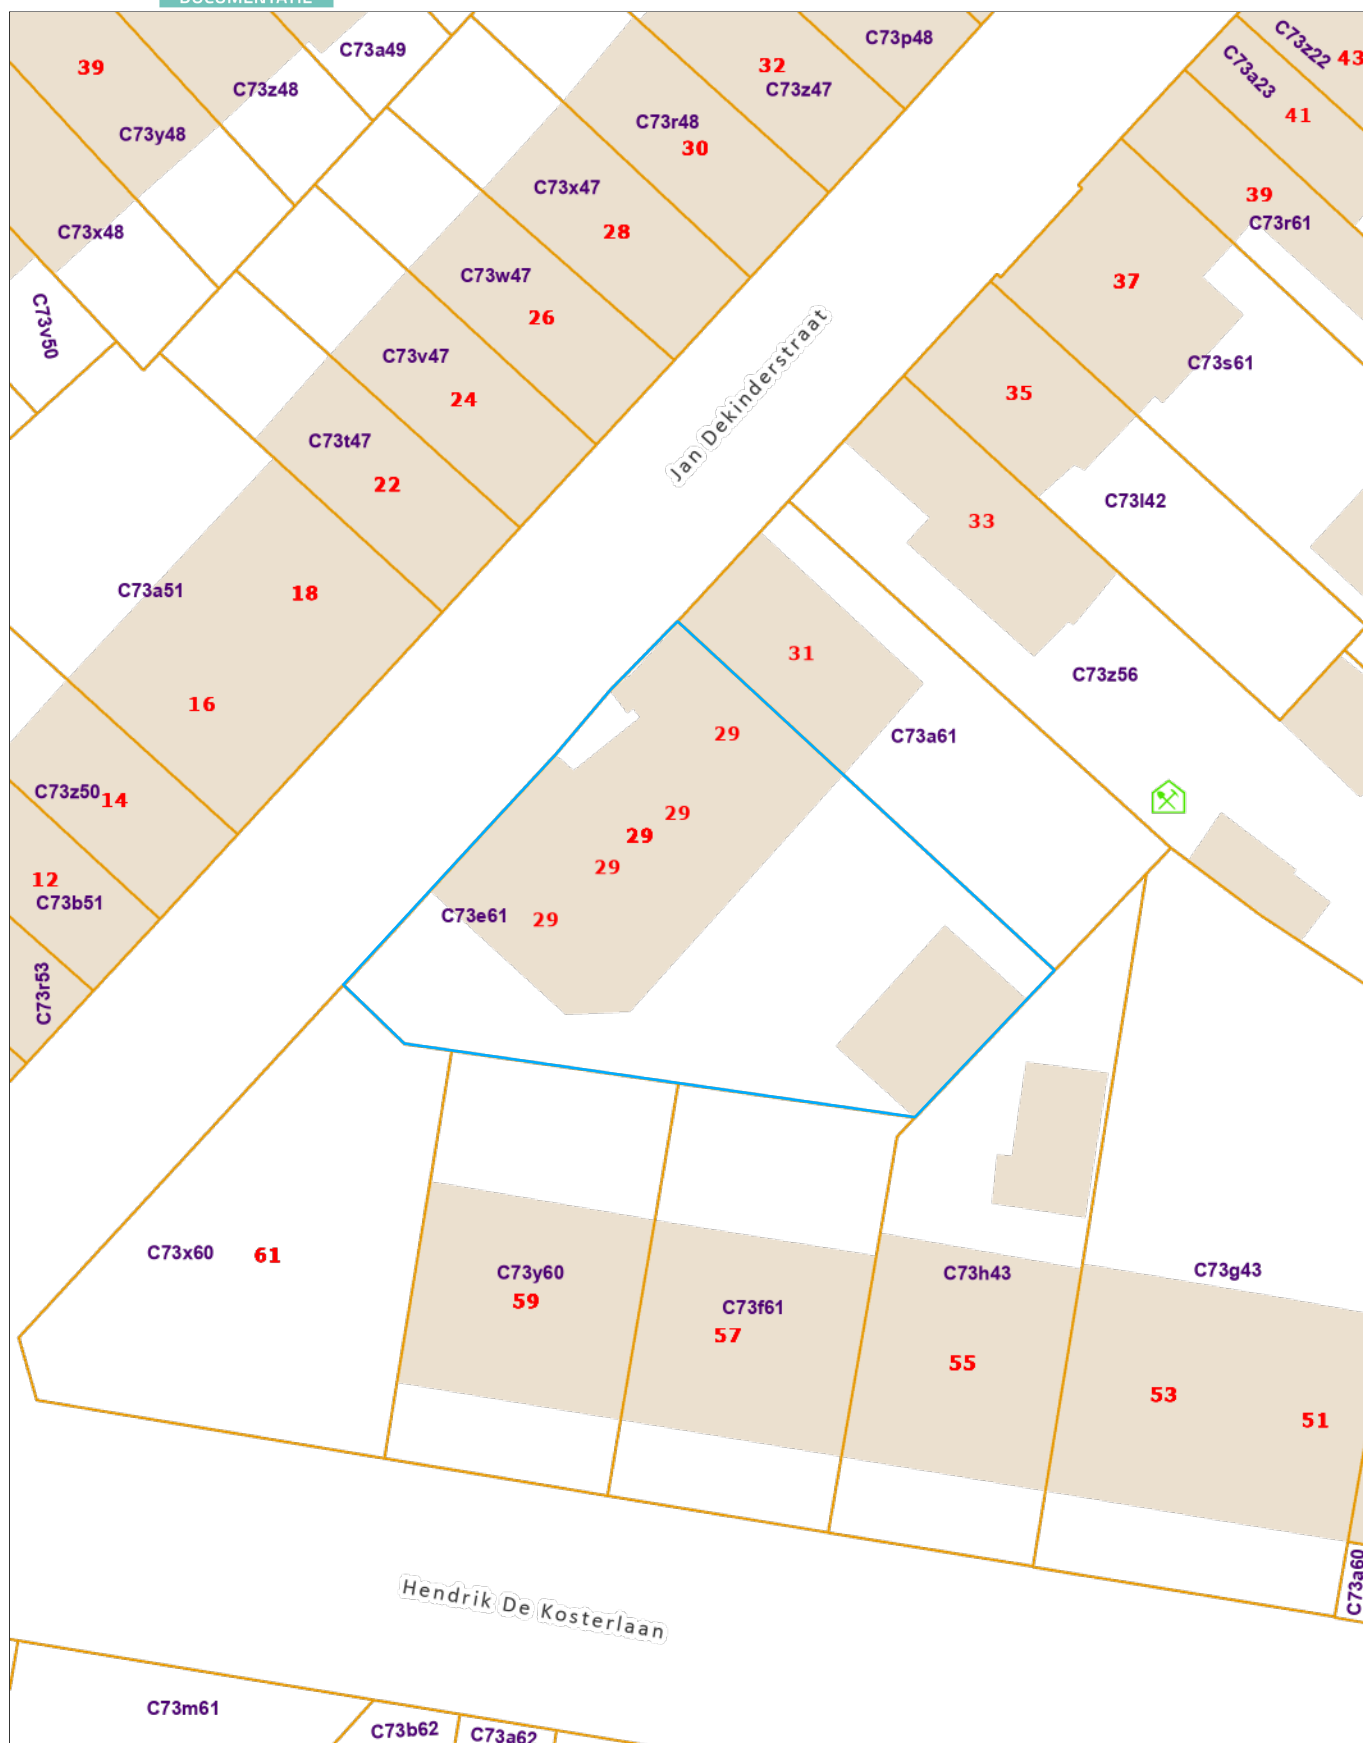 DOCUMENTATIE
39
C73z48
C73a49
C73y48
C73x48
C73v50
32
C73z47
C73p48
C73r48
30
C73x47
28
C73w47
26
C73v47
24
C73t47
22
C73a51
18
16
C73z50
14
12
C73b51
C73r53
Jan Dekinderstraat
C73z22
43
C73a23
41
39
C73r61
37
C73s61
35
C73l42
33
C73z56
31
C73a61
29
29
29
29
C73e61
29
C73x60
61
C73y60
59
C73f61
57
C73h43
55
C73g43
53
51
C73a60
Hendrik De Kosterlaan
C73m61
C73b62
C73a62